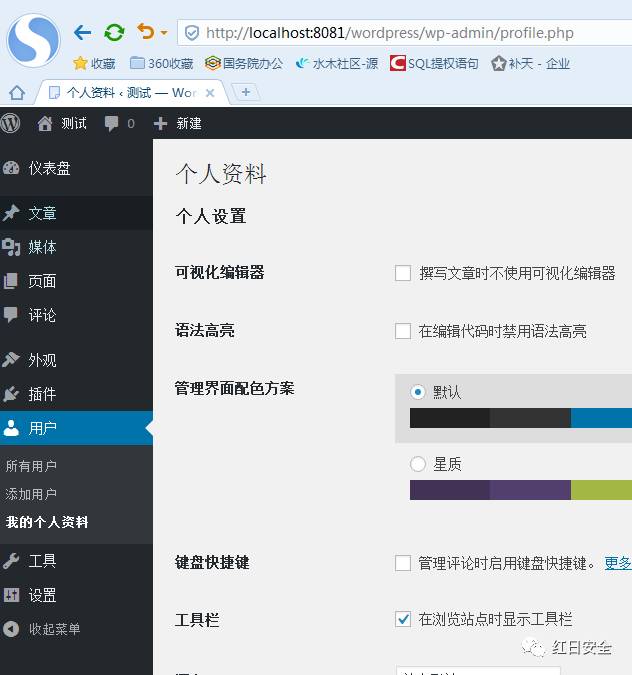 http://localhost:8081/wordpress/wp-admin/profile.php
收藏 360收藏 国务院办公 水木社区-源 SQL提权语句 补天 - 企业
个人资料 ‹ 测试 — Wor
测试 0 新建
仪表盘
文章
媒体
页面
评论
外观
插件
用户
所有用户
添加用户
我的个人资料
工具
设置
收起菜单
个人资料
个人设置
可视化编辑器 撰写文章时不使用可视化编辑器
语法高亮 在编辑代码时禁用语法高亮
管理界面配色方案 默认
星质
键盘快捷键 管理评论时启用键盘快捷键。 更多
工具栏 在浏览站点时显示工具栏
红日安全